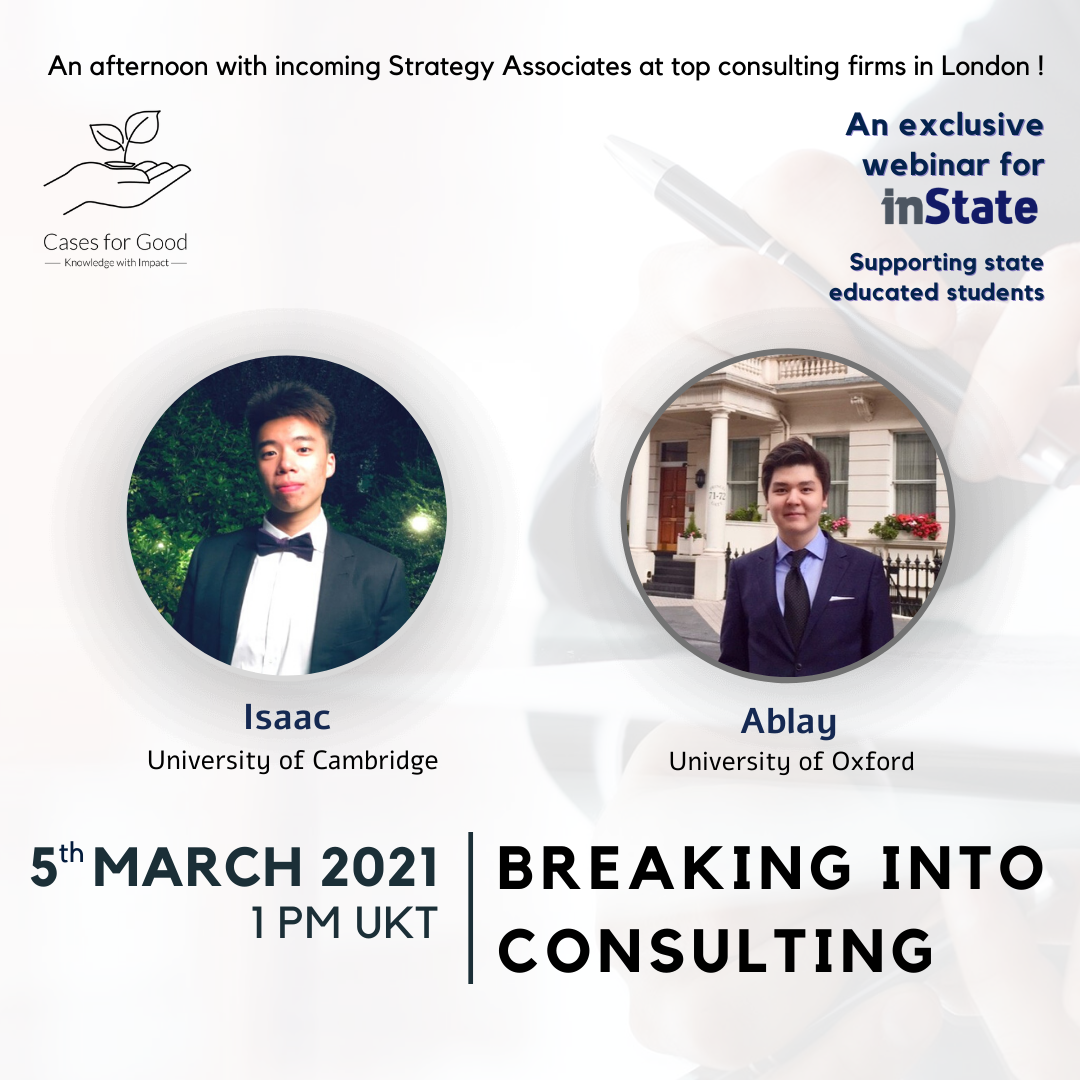 An afternoon with incoming Strategy Associates at top consulting firms in London !
Cases for Good
Knowledge with Impact
An exclusive
webinar for
inState
Supporting state
educated students
71-72
Isaac
University of Cambridge
Ablay
University of Oxford
5th MARCH 2021
1 PM UKT
BREAKING INTO
CONSULTING